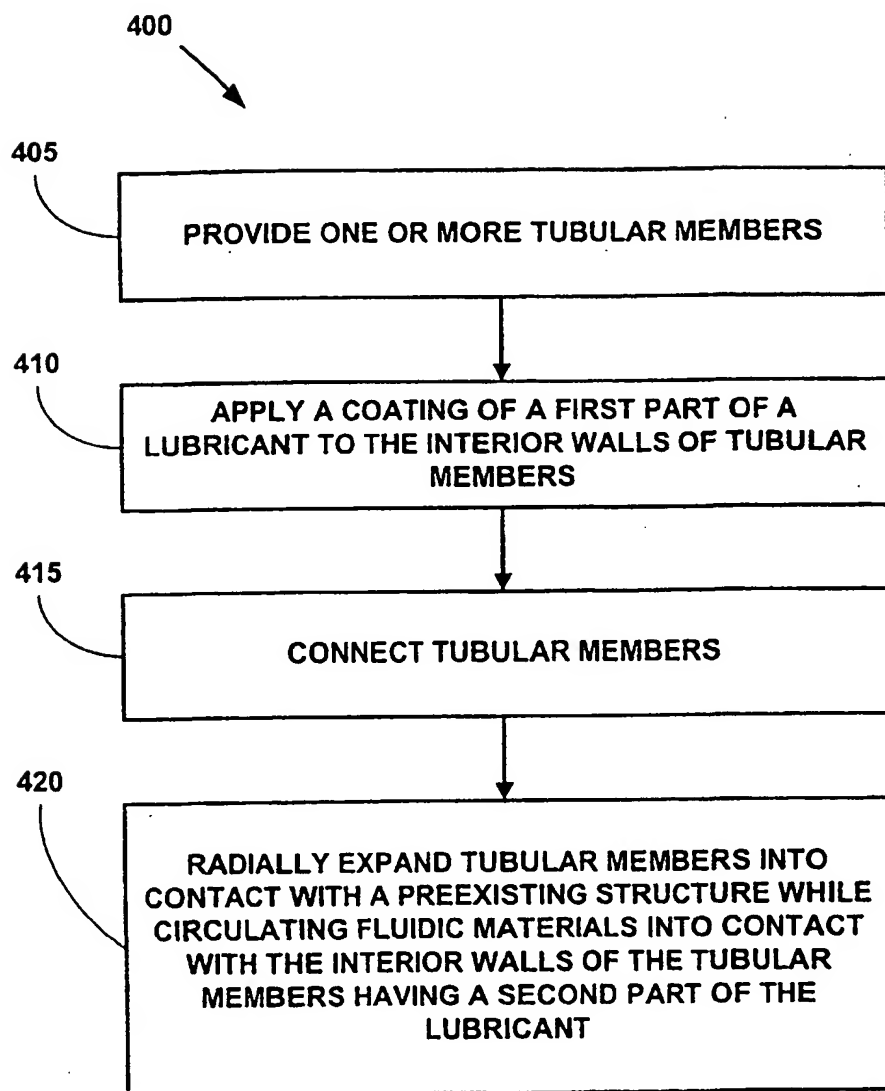 400
405
PROVIDE ONE OR MORE TUBULAR MEMBERS
410
APPLY A COATING OF A FIRST PART OF A
LUBRICANT TO THE INTERIOR WALLS OF TUBULAR
MEMBERS
415
CONNECT TUBULAR MEMBERS
420
RADIALLY EXPAND TUBULAR MEMBERS INTO
CONTACT WITH A PREEXISTING STRUCTURE WHILE
CIRCULATING FLUIDIC MATERIALS INTO CONTACT
WITH THE INTERIOR WALLS OF THE TUBULAR
MEMBERS HAVING A SECOND PART OF THE
LUBRICANT